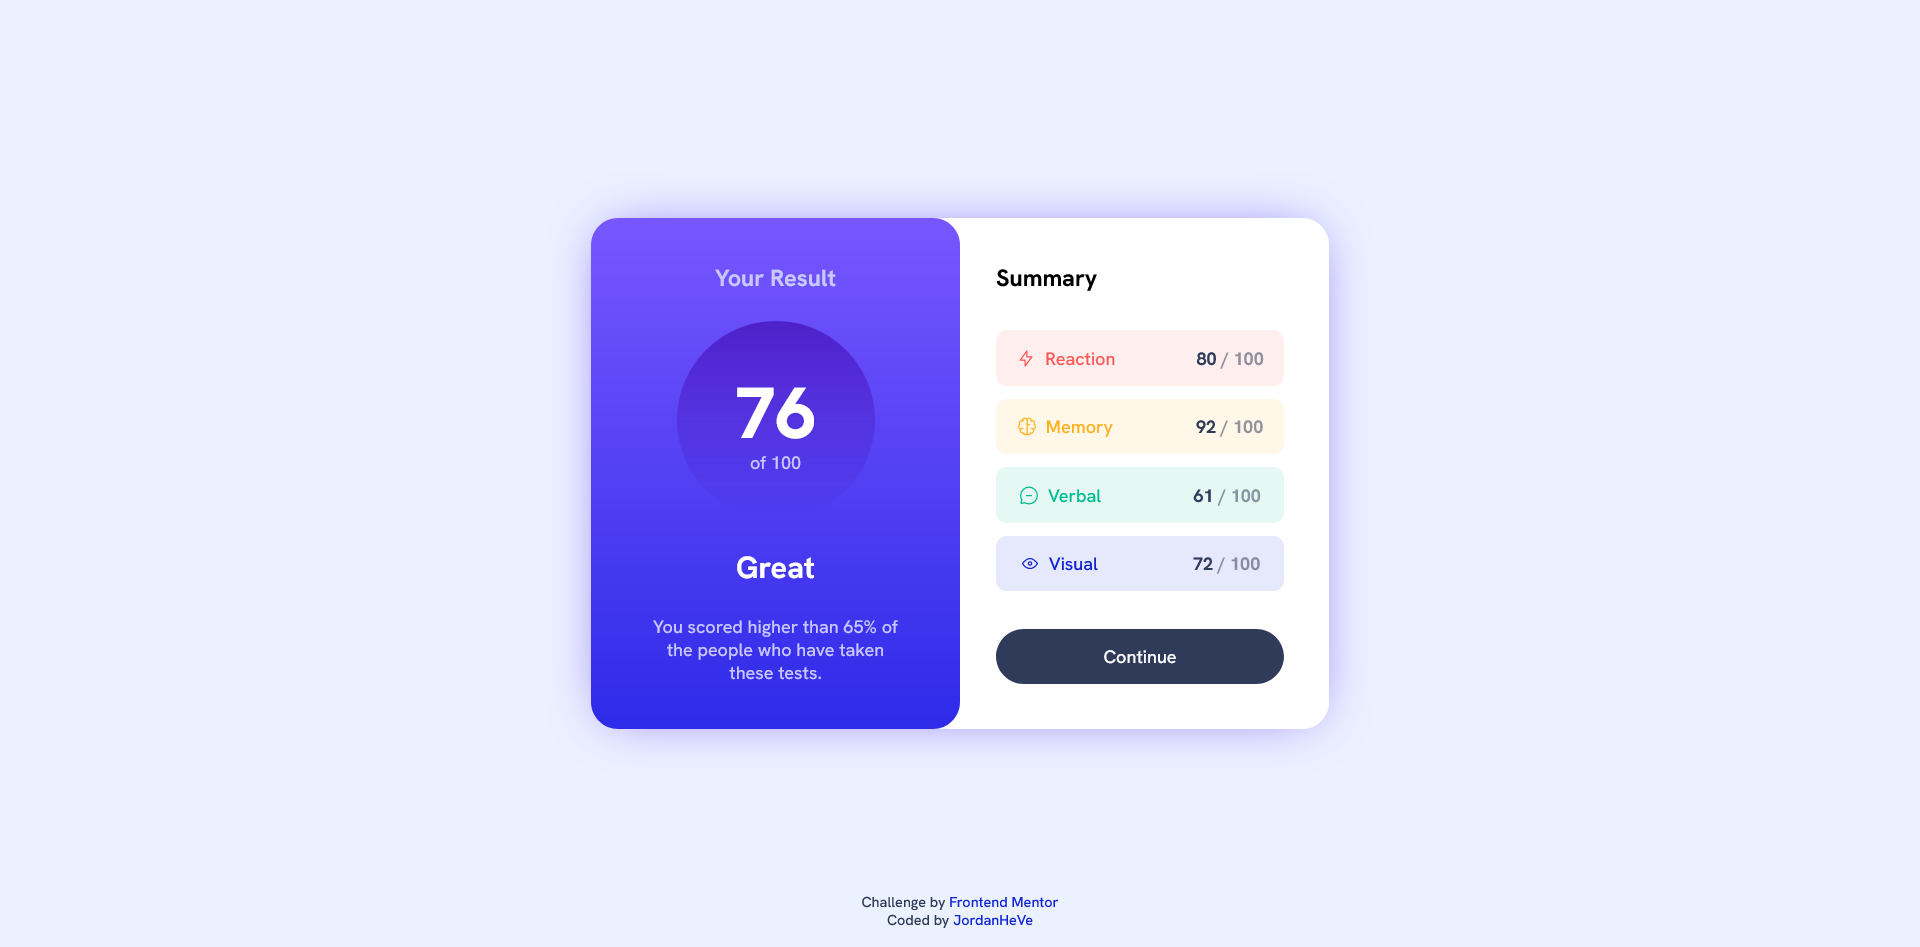 Your Result
76
of 100
Great
You scored higher than 65% of
the people who have taken
these tests.
Summary
Reaction 80 / 100
Memory 92 / 100
Verbal 61 / 100
Visual 72 / 100
Continue
Challenge by Frontend Mentor
Coded by JordanHeVe